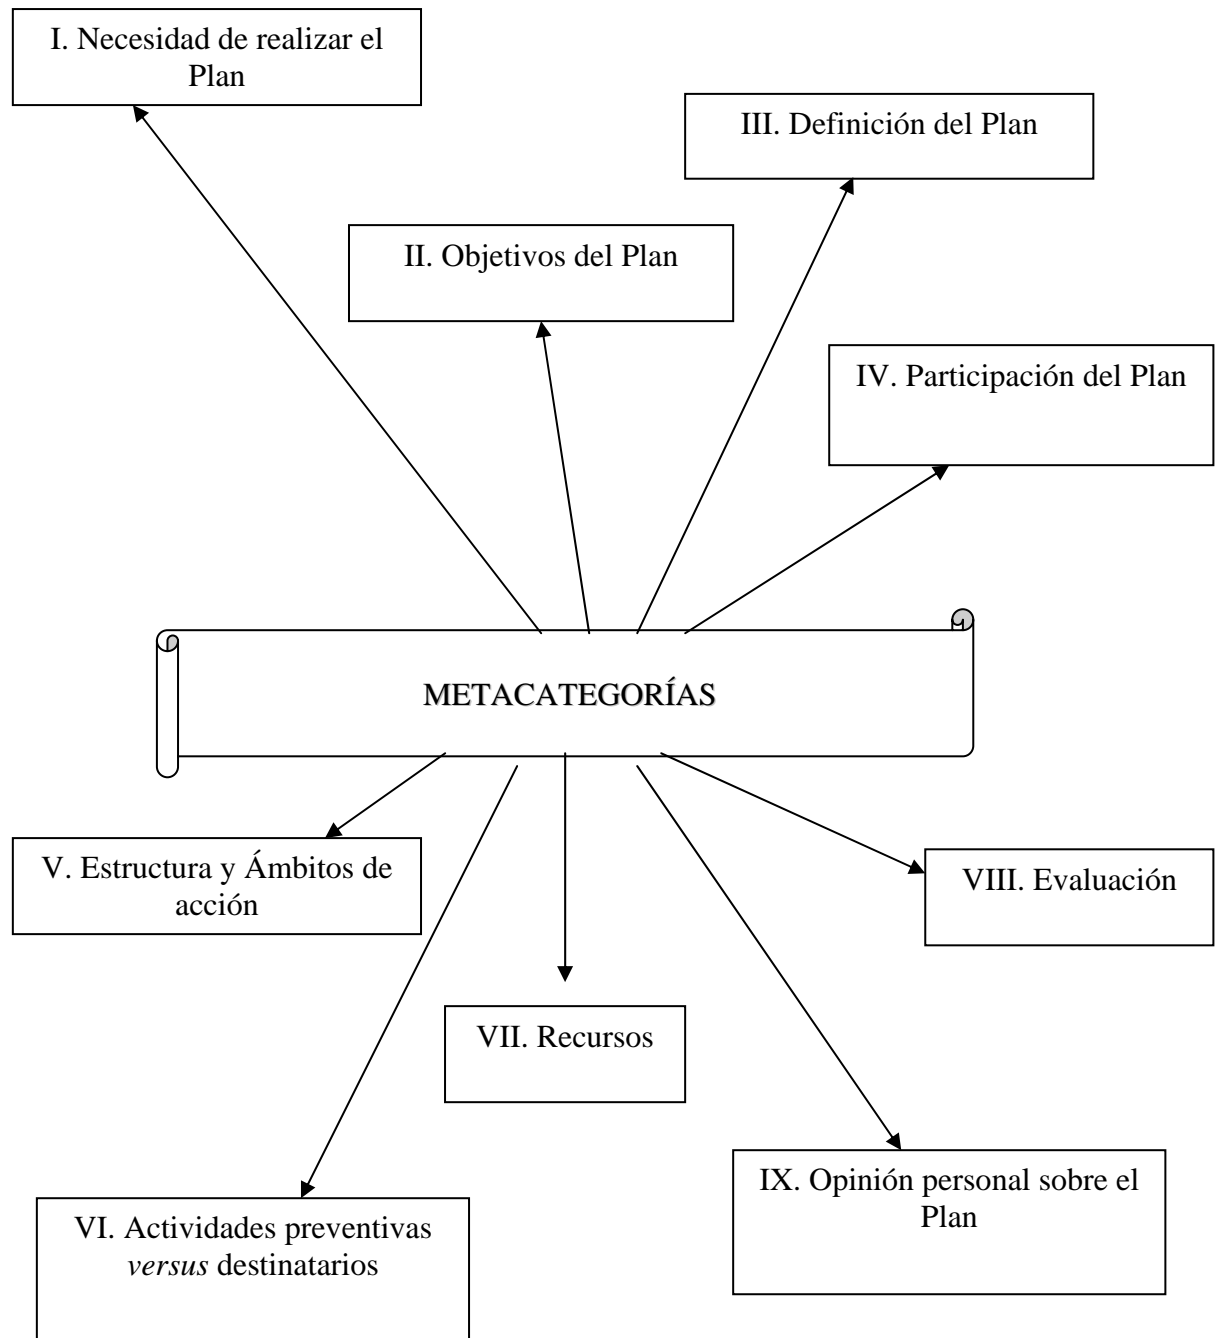 I. Necesidad de realizar el
Plan
III. Definición del Plan
II. Objetivos del Plan
IV. Participación del Plan
METACATEGORÍAS
V. Estructura y Ámbitos de
acción
VIII. Evaluación
VII. Recursos
IX. Opinión personal sobre el
Plan
VI. Actividades preventivas
versus destinatarios